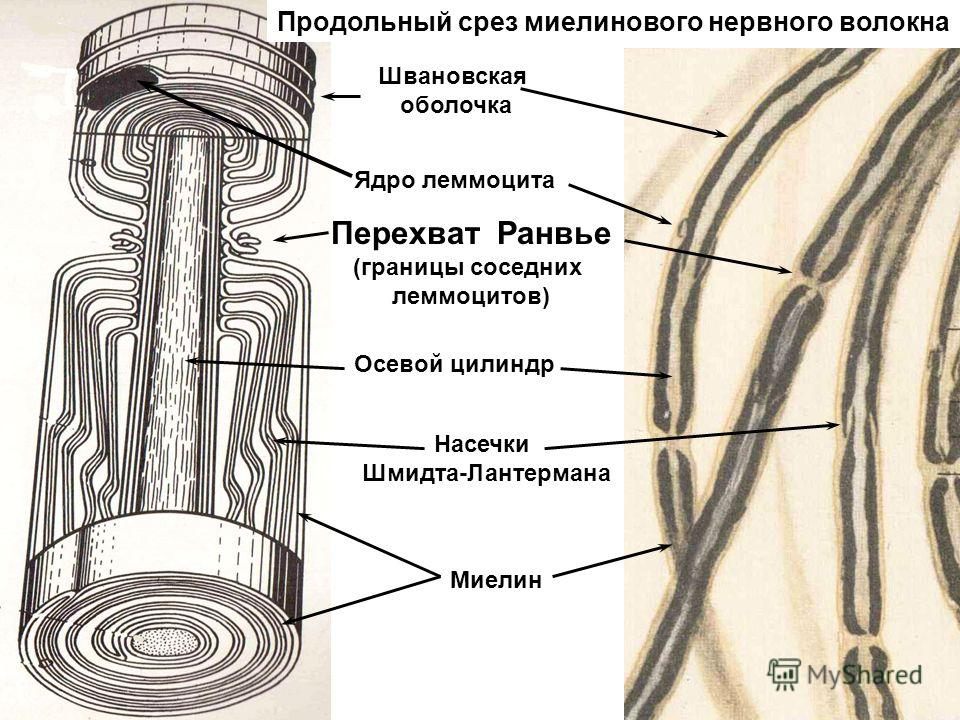 Продольный срез миелинового нервного волокна
Швановская
оболочка
Ядро леммоцита
Перехват Ранвье
(границы соседних
леммоцитов)
Осевой цилиндр
Насечки
Шмидта-Лантермана
Миелин
MyShared